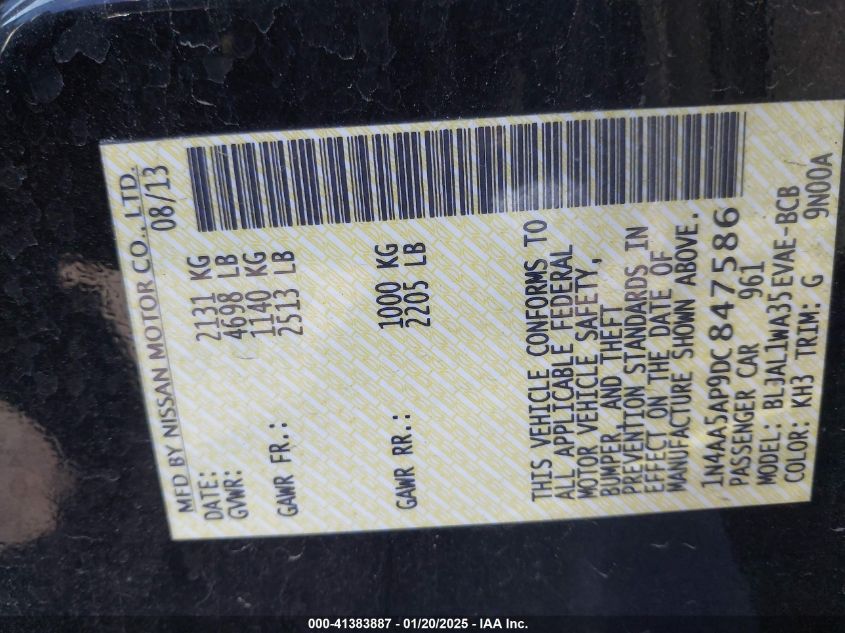 MFD BY NISSAN MOTOR CO., LTD.
DATE: 08/13
GVWR: 2131 KG
4698 LB
GAWR FR.: 1140 KG
2513 LB
GAWR RR.: 1000 KG
2205 LB
THIS VEHICLE CONFORMS TO
ALL APPLICABLE FEDERAL
MOTOR VEHICLE SAFETY,
BUMPER, AND THEFT
PREVENTION STANDARDS IN
EFFECT ON THE DATE OF
MANUFACTURE SHOWN ABOVE.
1N4AA5AP9DC847586
PASSENGER CAR 961
MODEL: BL3AL1WA35EVAE-BCB
COLOR: KH3 TRIM: G 9N00A
000-41383887 - 01/20/2025 - IAA Inc.